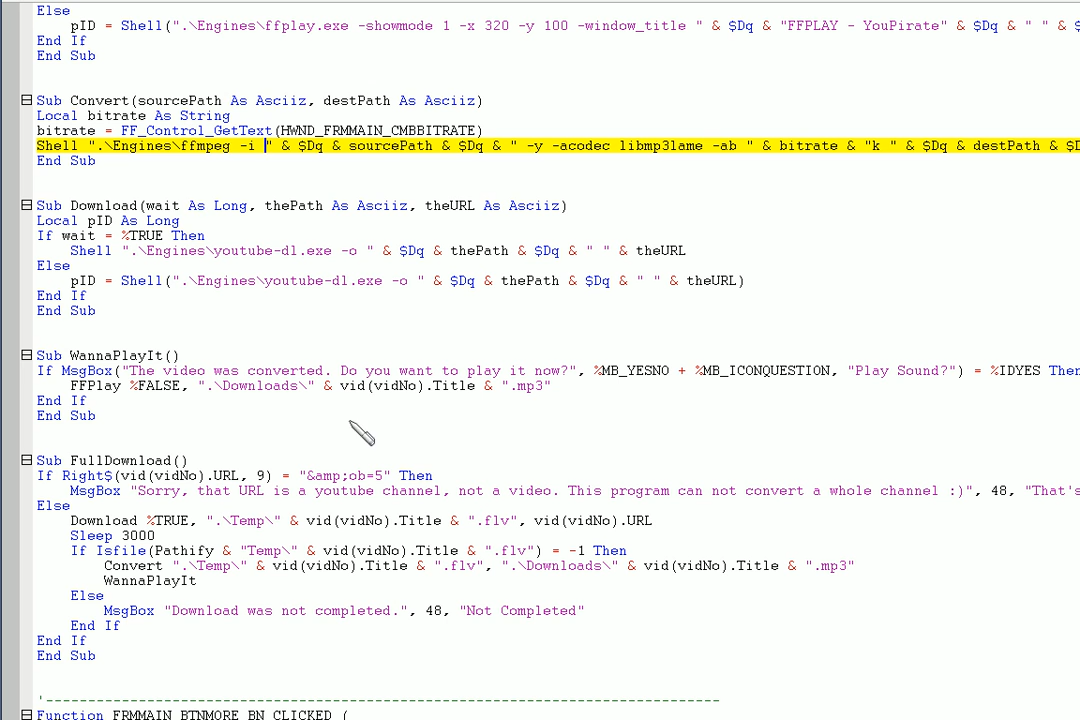 Else
pID = Shell(".\Engines\ffplay.exe -showmode 1 -x 320 -y 100 -window_title " & $Dq & "FFPLAY - YouPirate" & $Dq & " " & $
End If
End Sub
Sub Convert(sourcePath As Asciiz, destPath As Asciiz)
Local bitrate As String
bitrate = FF_Control_GetText(HWND_FRMMAIN_CMBBITRATE)
Shell ".\Engines\ffmpeg -i " & $Dq & sourcePath & $Dq & " -y -acodec libmp3lame -ab " & bitrate & "k " & $Dq & destPath & $D
End Sub
Sub Download(wait As Long, thePath As Asciiz, theURL As Asciiz)
Local pID As Long
If wait = %TRUE Then
Shell ".\Engines\youtube-dl.exe -o " & $Dq & thePath & $Dq & " " & theURL
Else
pID = Shell(".\Engines\youtube-dl.exe -o " & $Dq & thePath & $Dq & " " & theURL)
End If
End Sub
Sub WannaPlayIt()
If MsgBox("The video was converted. Do you want to play it now?", %MB_YESNO + %MB_ICONQUESTION, "Play Sound?") = %IDYES Then
FFPlay %FALSE, ".\Downloads\" & vid(vidNo).Title & ".mp3"
End If
End Sub
Sub FullDownload()
If Right$(vid(vidNo).URL, 9) = "&amp;ob=5" Then
MsgBox "Sorry, that URL is a youtube channel, not a video. This program can not convert a whole channel :)", 48, "That's
Else
Download %TRUE, ".\Temp\" & vid(vidNo).Title & ".flv", vid(vidNo).URL
Sleep 3000
If Isfile(Pathify & "Temp\" & vid(vidNo).Title & ".flv") = -1 Then
Convert ".\Temp\" & vid(vidNo).Title & ".flv", ".\Downloads\" & vid(vidNo).Title & ".mp3"
WannaPlayIt
Else
MsgBox "Download was not completed.", 48, "Not Completed"
End If
End If
End Sub
'--------------------------------------------------------------------------------
Function FRMMAIN_BTNMORE_BN_CLICKED (